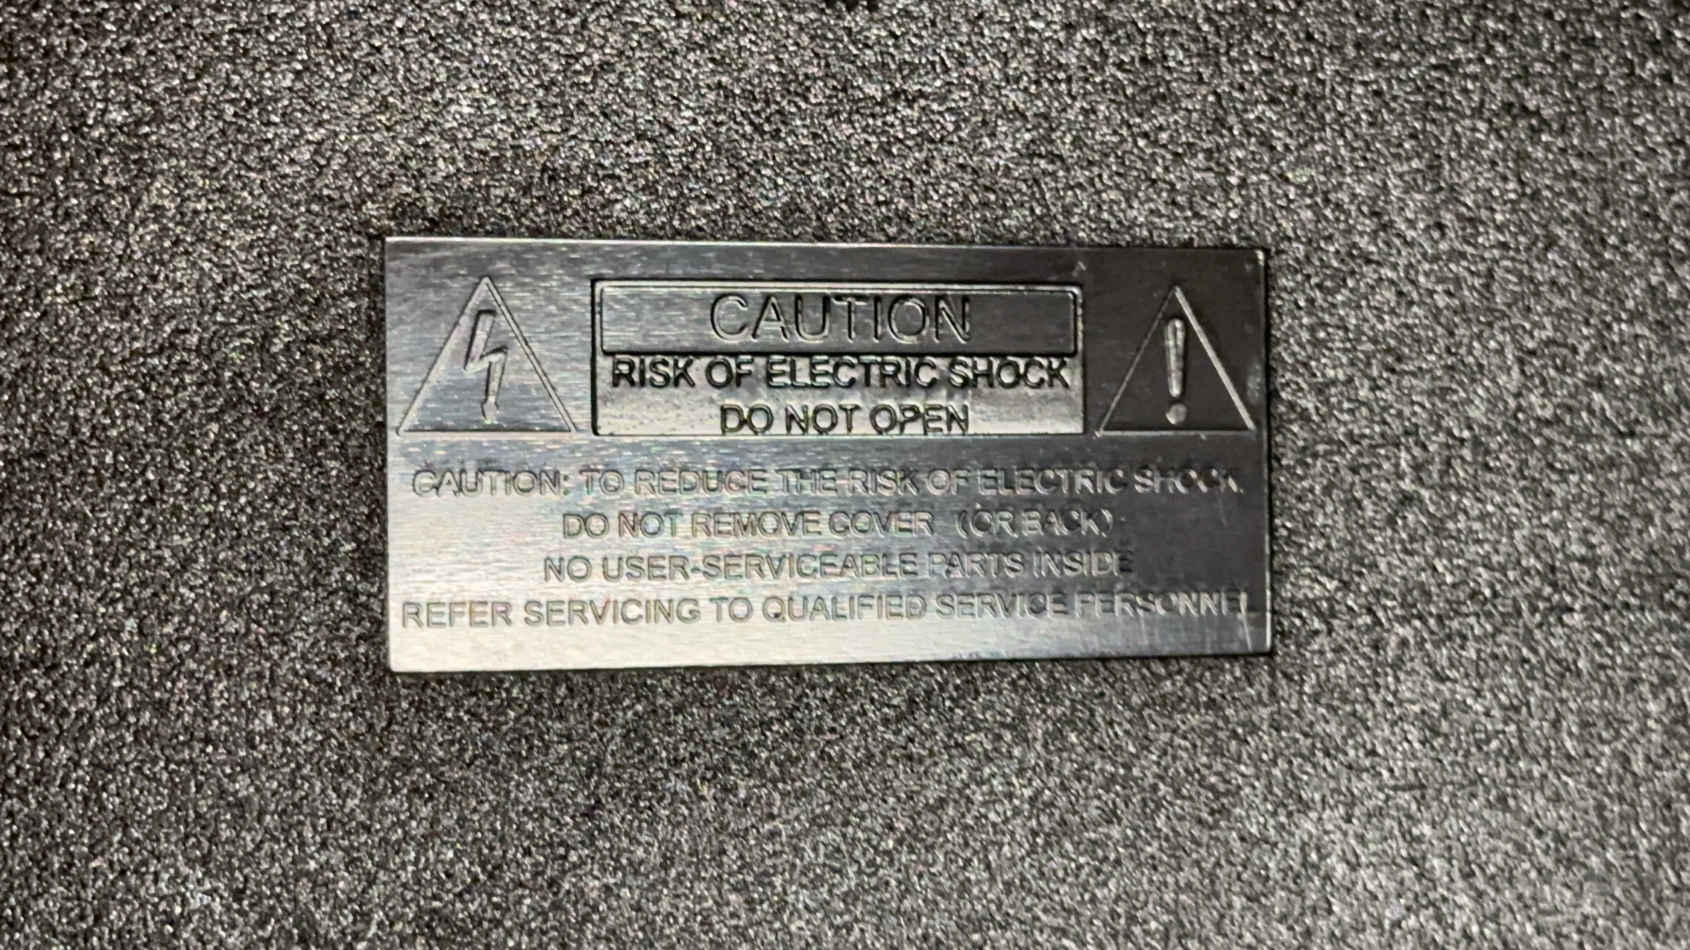 CAUTION
RISK OF ELECTRIC SHOCK
DO NOT OPEN
CAUTION: TO REDUCE THE RISK OF ELECTRIC SHOCK.
DO NOT REMOVE COVER (OR BACK)
NO USER-SERVICEABLE PARTS INSIDE
REFER SERVICING TO QUALIFIED SERVICE PERSONNEL